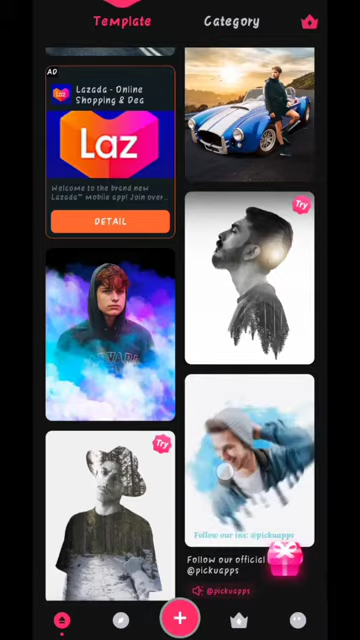 Template
Category
AD
Lazada - Online
Shopping & Dea
Laz
Welcome to the brand new
Lazada™ mobile app! Join over...
DETAIL
Try
Try
Follow our ins: @pickuapps
Follow our official
@pickuapps
@pickuapps